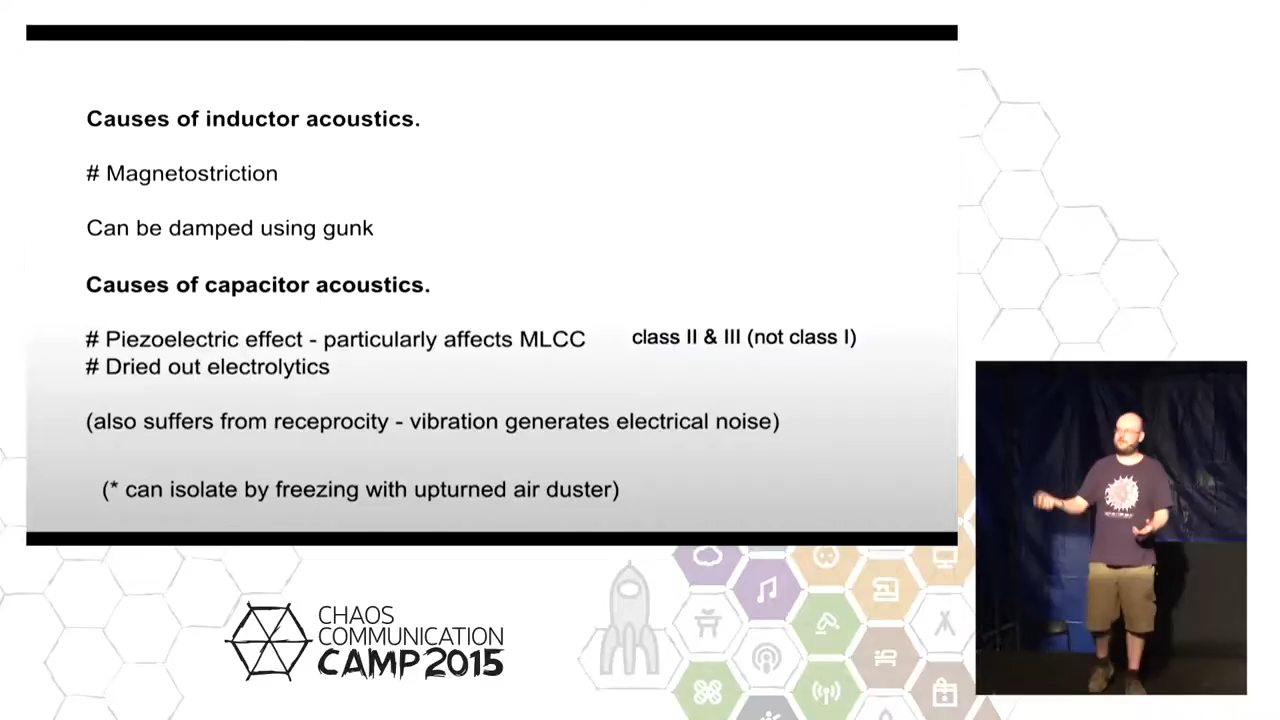 Causes of inductor acoustics.
# Magnetostriction
Can be damped using gunk
Causes of capacitor acoustics.
# Piezoelectric effect - particularly affects MLCC class II & III (not class I)
# Dried out electrolytics
(also suffers from receprocity - vibration generates electrical noise)
(* can isolate by freezing with upturned air duster)
CHAOS
COMMUNICATION
CAMP 2015